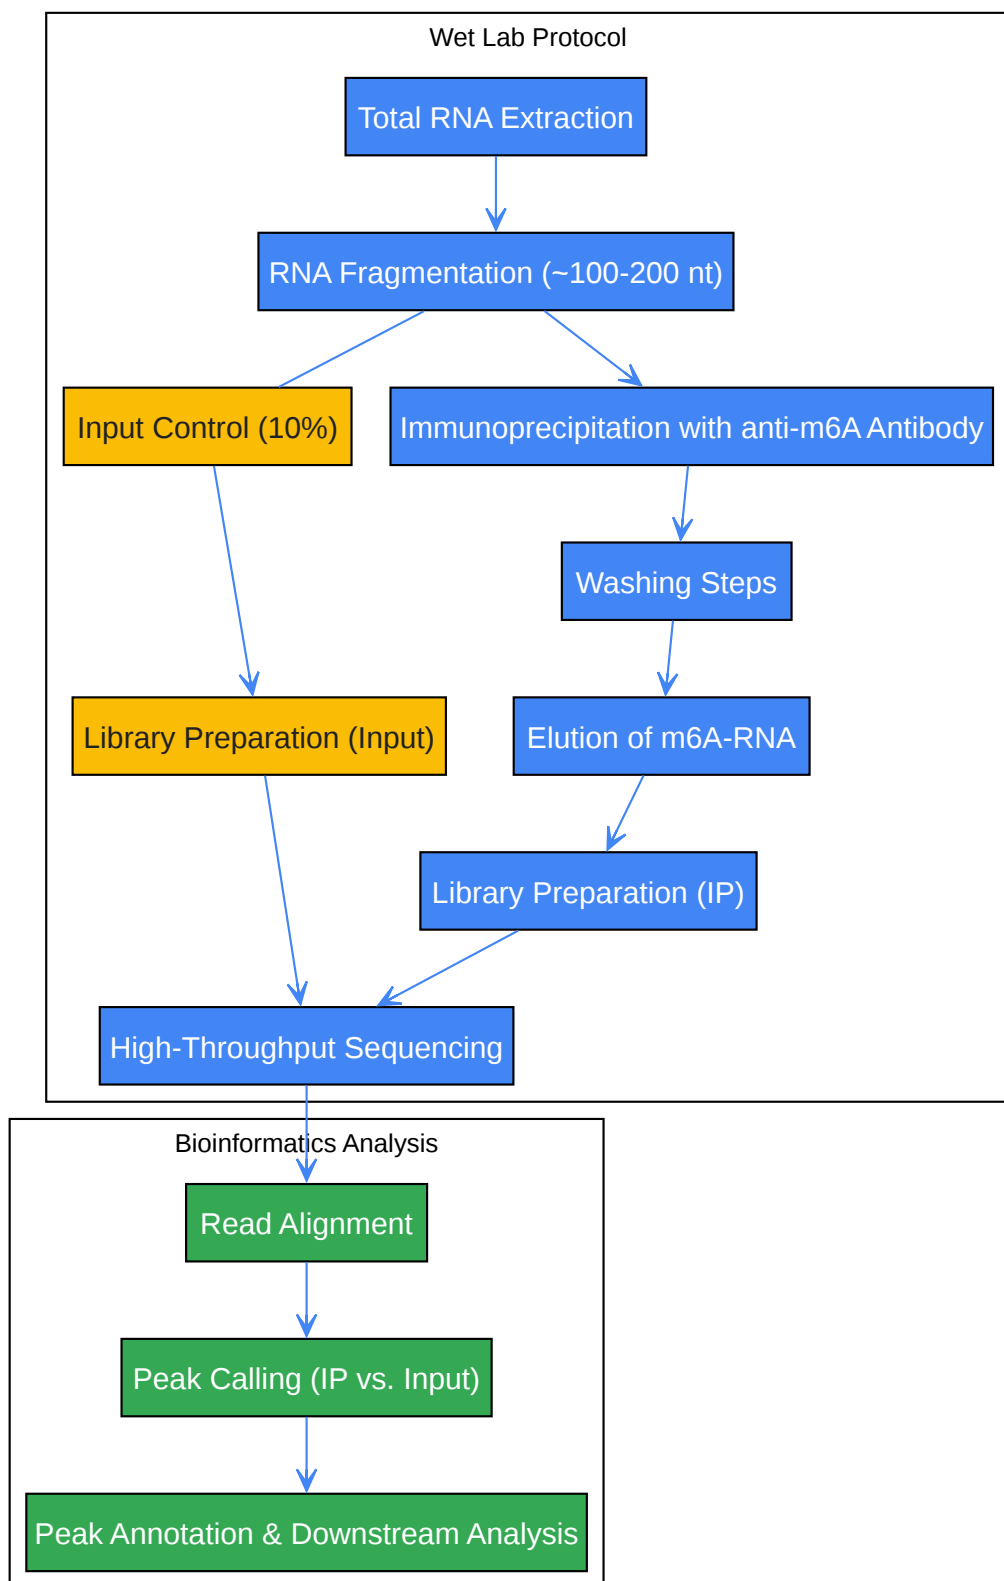 Wet Lab Protocol
Total RNA Extraction
RNA Fragmentation (~100-200 nt)
Input Control (10%)
Immunoprecipitation with anti-m6A Antibody
Washing Steps
Library Preparation (Input)
Elution of m6A-RNA
Library Preparation (IP)
High-Throughput Sequencing
Bioinformatics Analysis
Read Alignment
Peak Calling (IP vs. Input)
Peak Annotation & Downstream Analysis